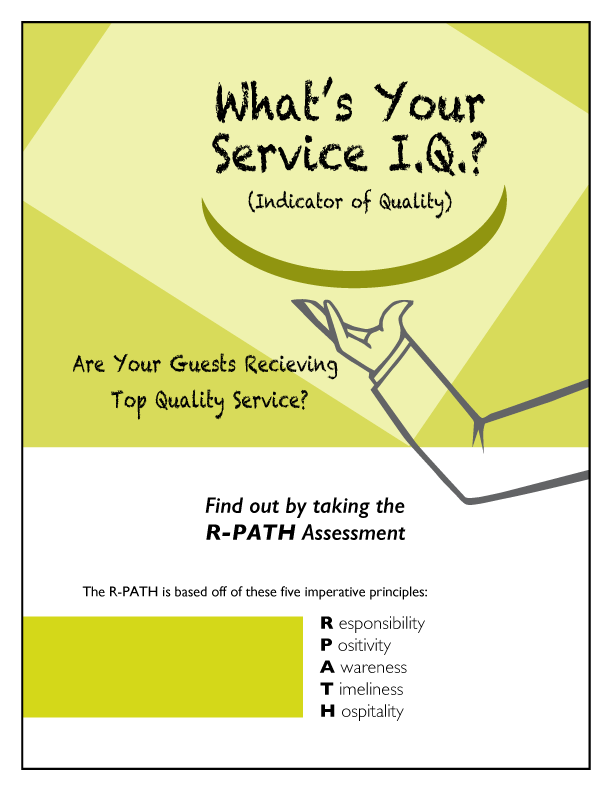 What's Your
Service I.Q.?
(Indicator of Quality)
Are Your Guests Recieving
Top Quality Service?
Find out by taking the
R-PATH Assessment
The R-PATH is based off of these five imperative principles:
R esponsibility
P ositivity
A wareness
T imeliness
H ospitality